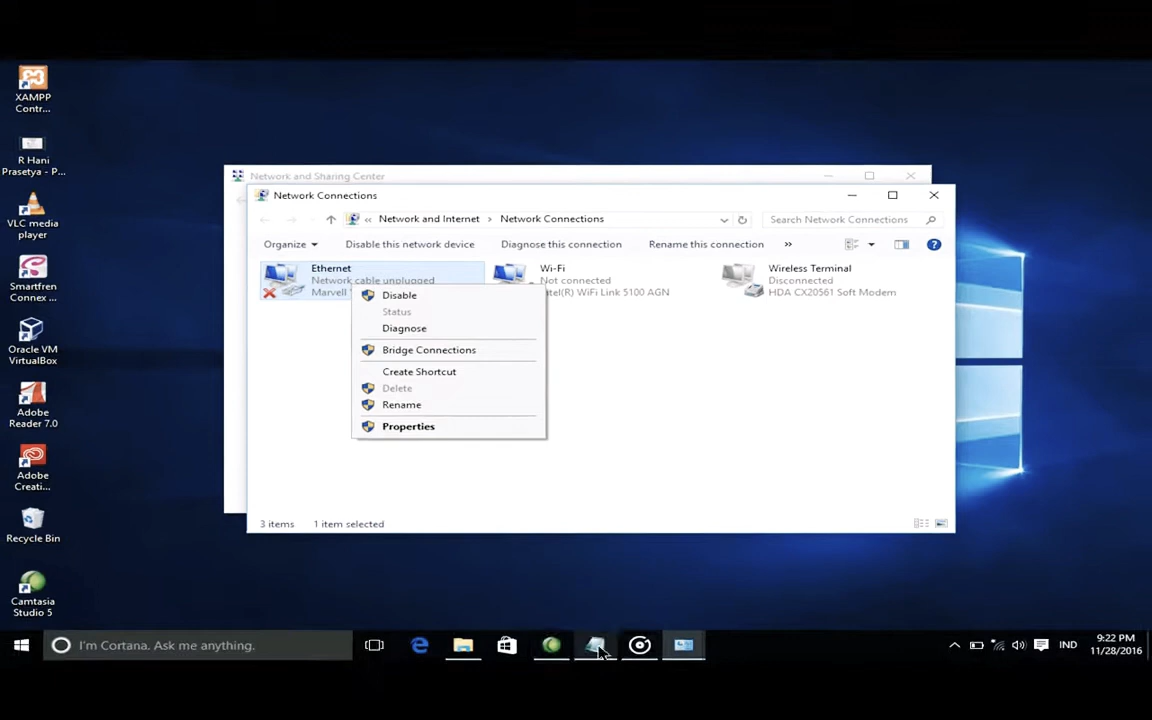 XAMPP
Contr...
R Hani
Prasetya - P...
VLC media
player
Smartfren
Connex ...
Oracle VM
VirtualBox
Adobe
Reader 7.0
Adobe
Creati...
Recycle Bin
Camtasia
Studio 5
Network and Sharing Center
Network Connections
« Network and Internet › Network Connections
Search Network Connections
Organize
Disable this network device
Diagnose this connection
Rename this connection
»
Ethernet
Network cable unplugged
Marvell
Wi-Fi
Not connected
ntel(R) WiFi Link 5100 AGN
Wireless Terminal
Disconnected
HDA CX20561 Soft Modem
Disable
Status
Diagnose
Bridge Connections
Create Shortcut
Delete
Rename
Properties
3 items
1 item selected
I'm Cortana. Ask me anything.
IND
9:22 PM
11/28/2016